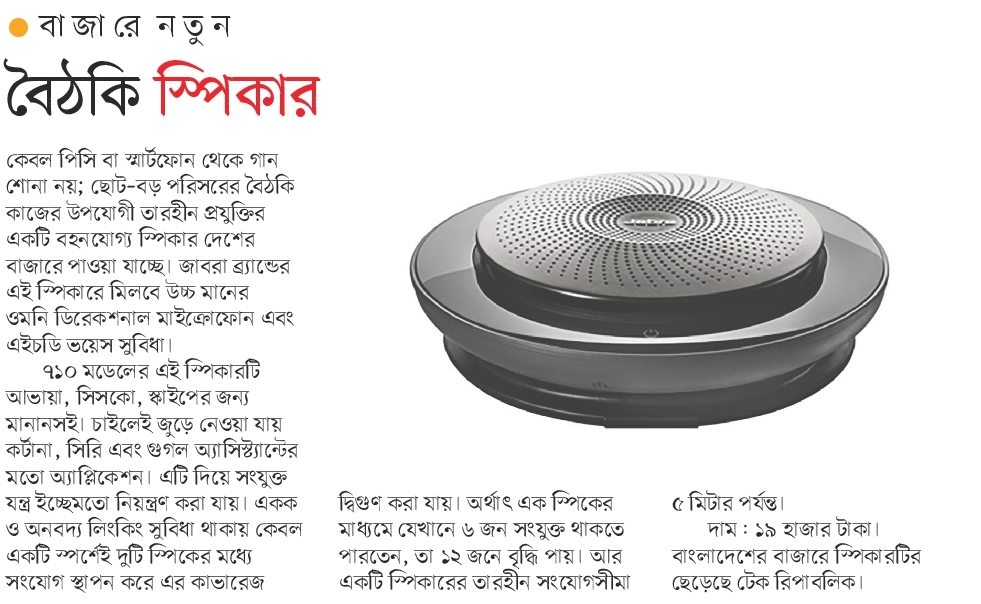 বাজারে নতুন
বৈঠকি স্পিকার
কেবল পিসি বা স্মার্টফোন থেকে গান
শোনা নয়; ছোট-বড় পরিসরের বৈঠকি
কাজের উপযোগী তারহীন প্রযুক্তির
একটি বহনযোগ্য স্পিকার দেশের
বাজারে পাওয়া যাচ্ছে। জাবরা ব্র্যান্ডের
এই স্পিকারে মিলবে উচ্চ মানের
ওমনি ডিরেকশনাল মাইক্রোফোন এবং
এইচডি ভয়েস সুবিধা।
৭১০ মডেলের এই স্পিকারটি
আভায়া, সিসকো, স্কাইপের জন্য
মানানসই। চাইলেই জুড়ে নেওয়া যায়
কর্টানা, সিরি এবং গুগল অ্যাসিস্ট্যান্টের
মতো অ্যাপ্লিকেশন। এটি দিয়ে সংযুক্ত
যন্ত্র ইচ্ছেমতো নিয়ন্ত্রণ করা যায়। একক
ও অনবদ্য লিংকিং সুবিধা থাকায় কেবল
একটি স্পর্শেই দুটি স্পিকের মধ্যে
সংযোগ স্থাপন করে এর কাভারেজ
দ্বিগুণ করা যায়। অর্থাৎ এক স্পিকের
মাধ্যমে যেখানে ৬ জন সংযুক্ত থাকতে
পারতেন, তা ১২ জনে বৃদ্ধি পায়। আর
একটি স্পিকারের তারহীন সংযোগসীমা
৫ মিটার পর্যন্ত।
দাম : ১৯ হাজার টাকা।
বাংলাদেশের বাজারে স্পিকারটির
ছেড়েছে টেক রিপাবলিক।
Jabra